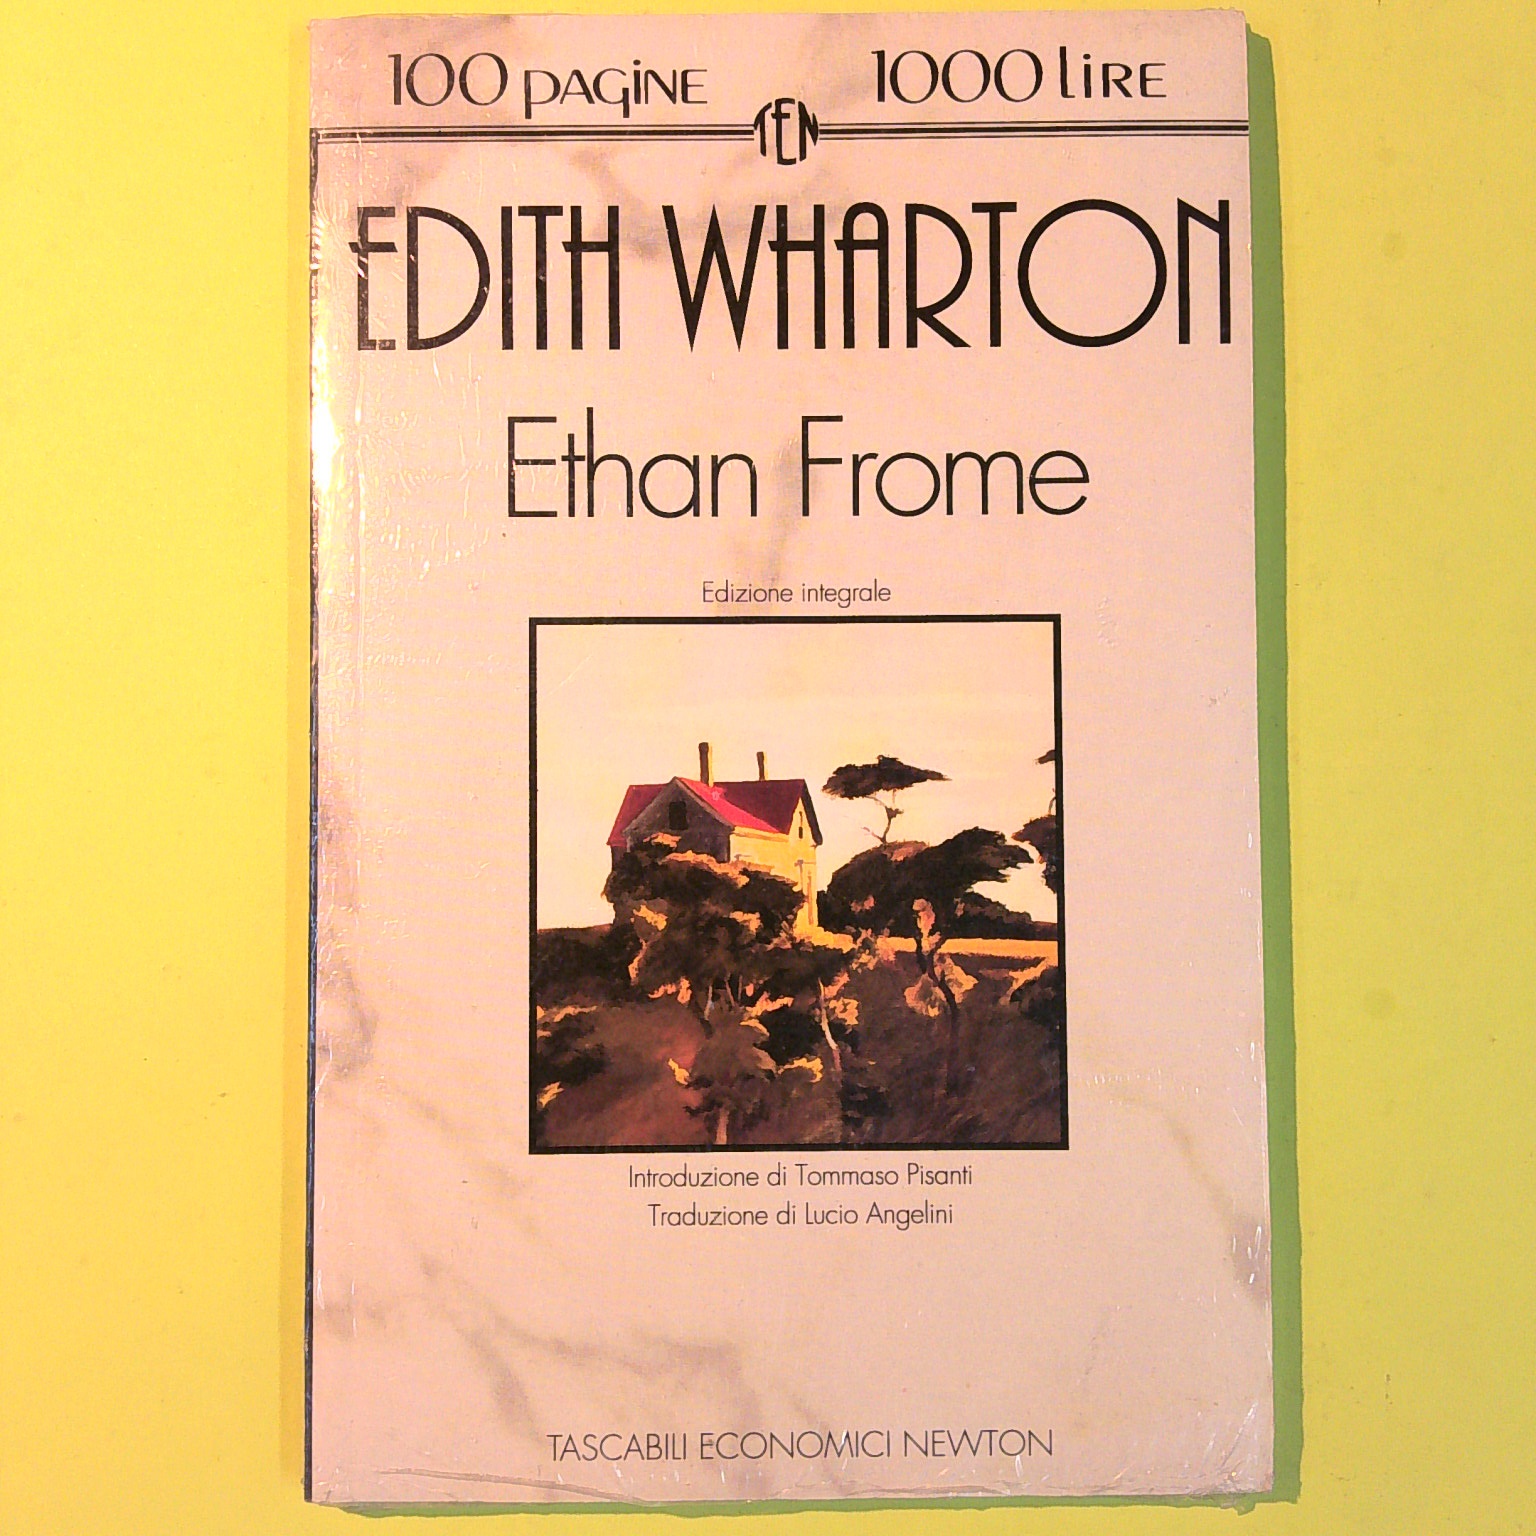 100 PAGINE 1000 LIRE
TEN
EDITH WHARTON
Ethan Frome
Edizione integrale
Introduzione di Tommaso Pisanti
Traduzione di Lucio Angelini
TASCABILI ECONOMICI NEWTON